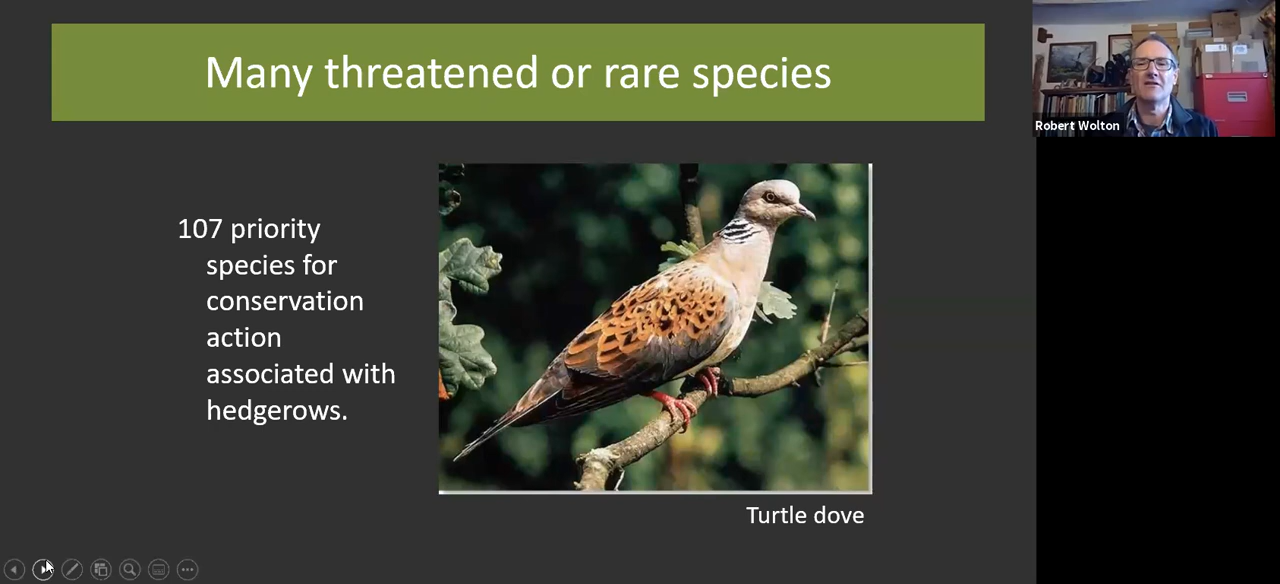 Many threatened or rare species
Robert Wolton
107 priority
species for
conservation
action
associated with
hedgerows.
Turtle dove